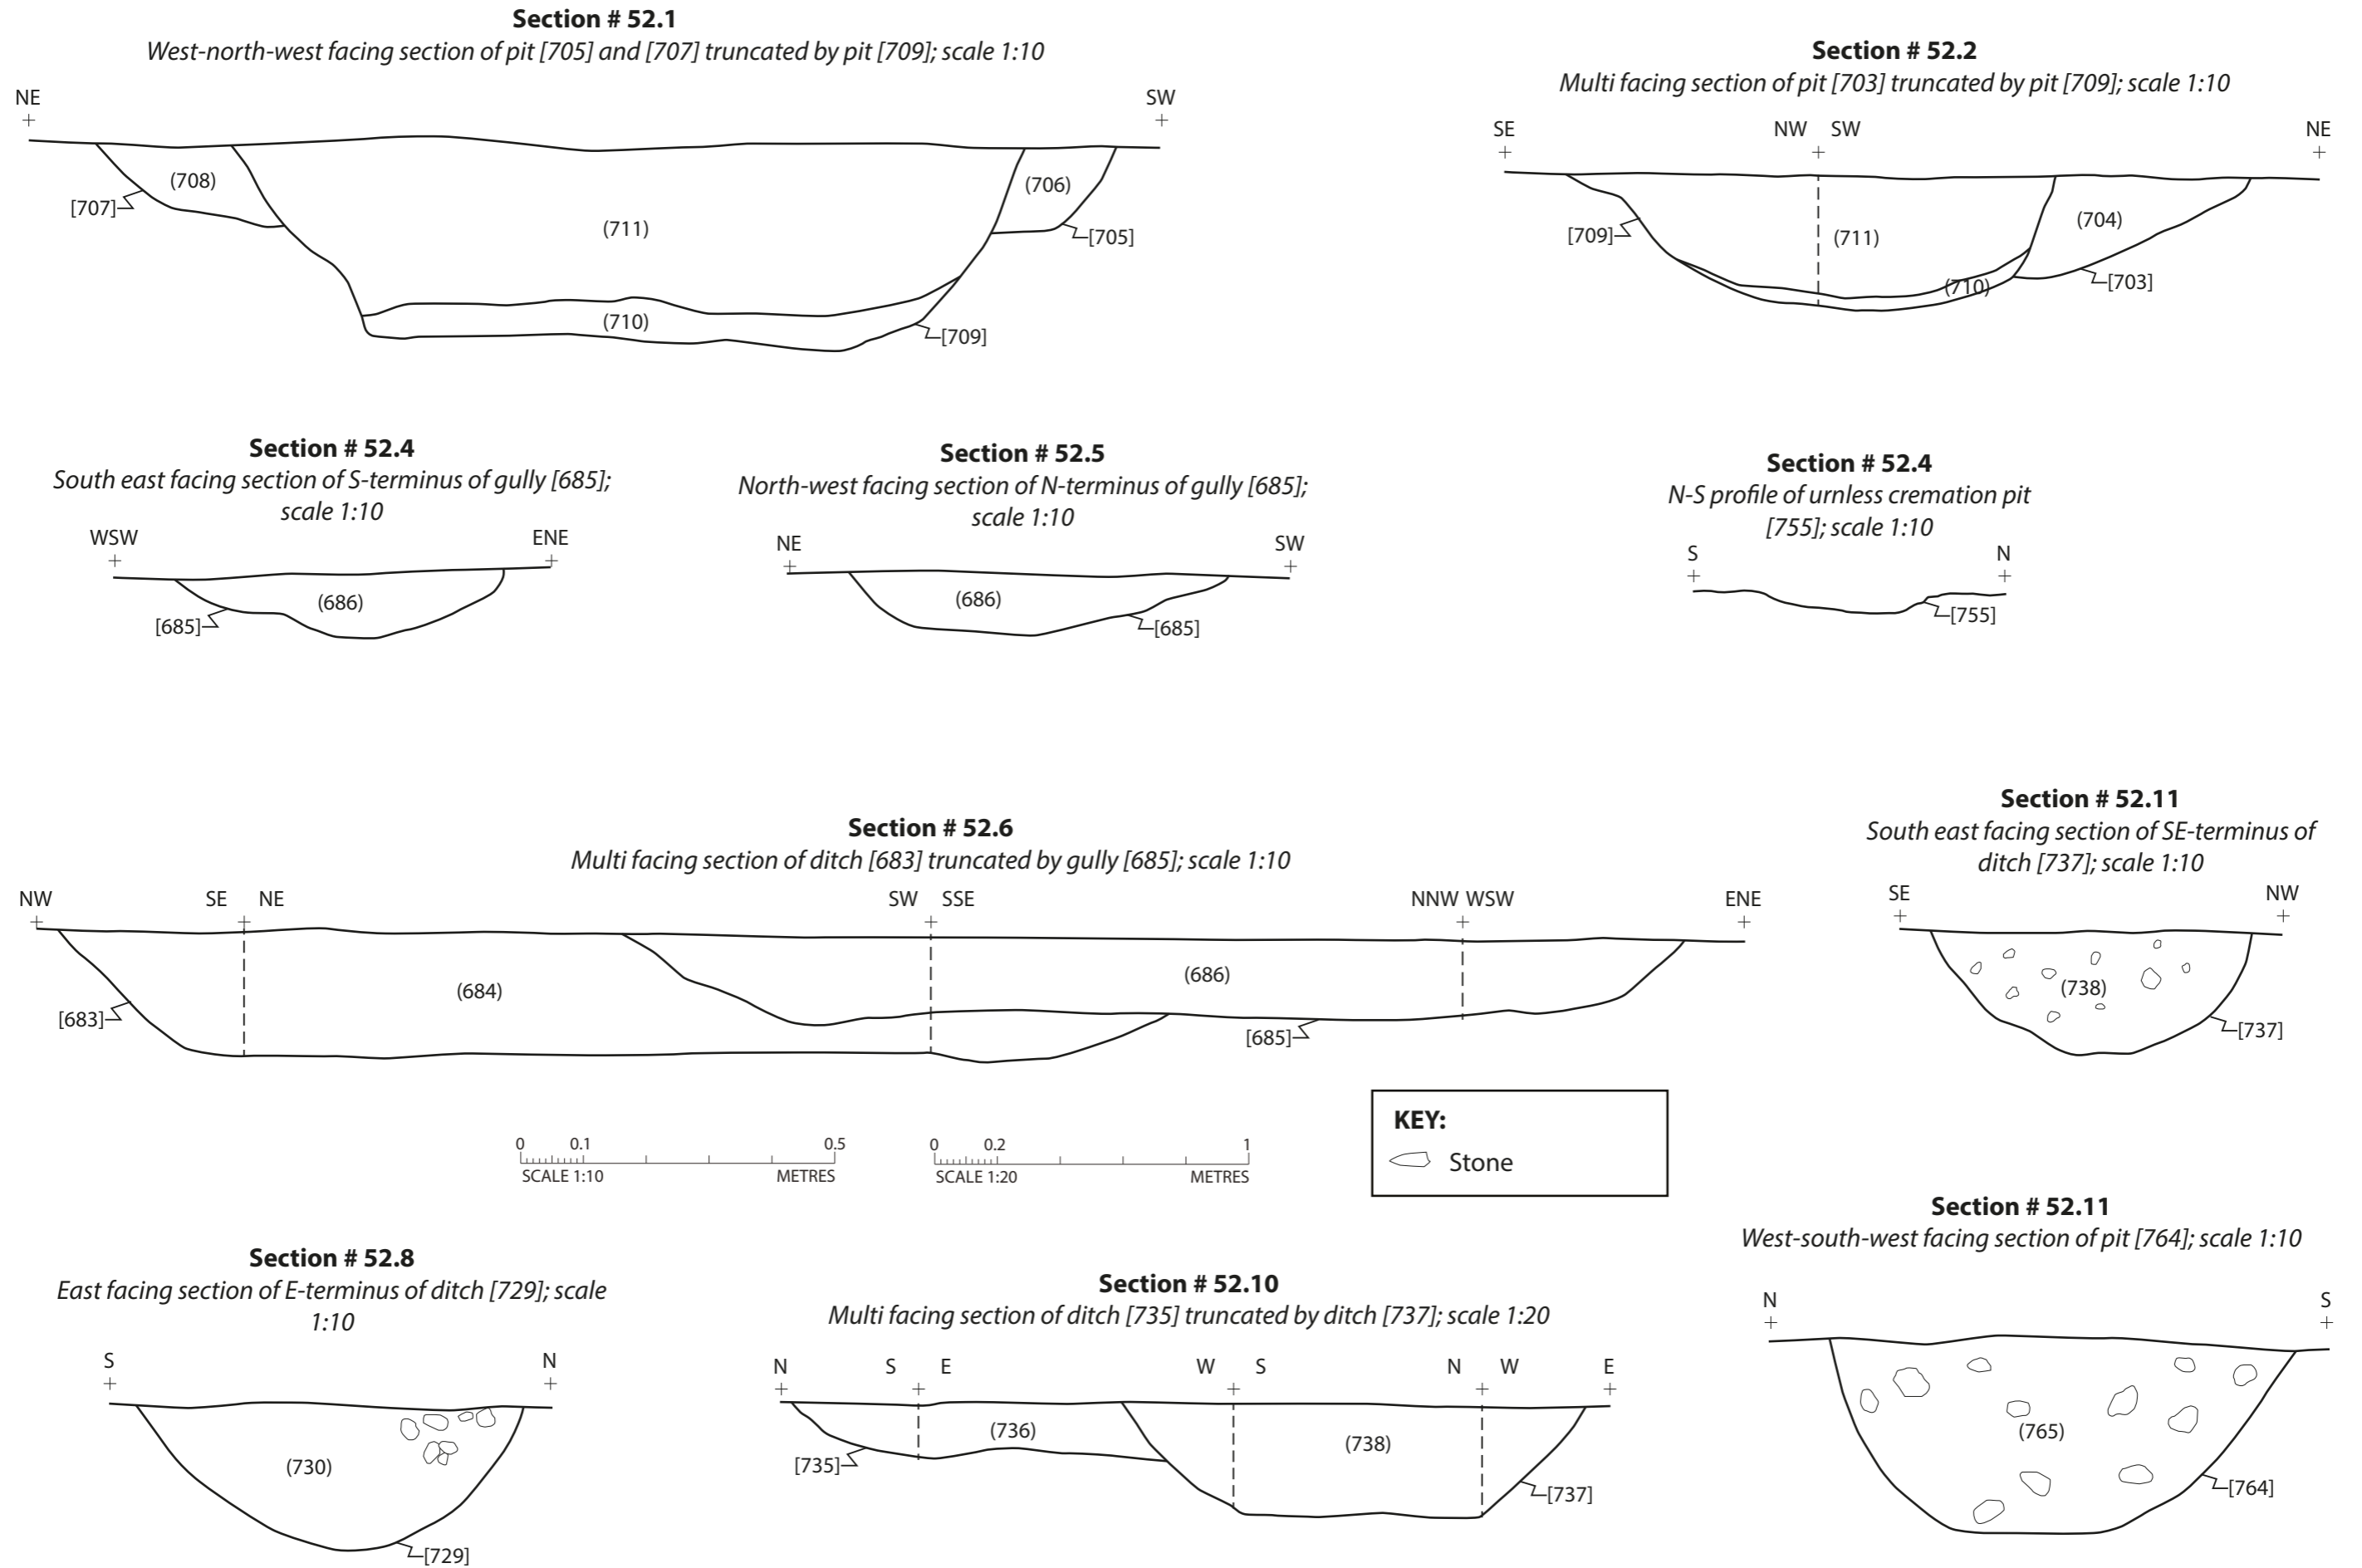 Section # 52.1
West-north-west facing section of pit [705] and [707] truncated by pit [709]; scale 1:10
NE
SW
(708)
[707]
(711)
(706)
[705]
(710)
[709]
Section # 52.2
Multi facing section of pit [703] truncated by pit [709]; scale 1:10
SE
NW SW
NE
[709]
(711)
(704)
(710)
[703]
Section # 52.4
South east facing section of S-terminus of gully [685];
scale 1:10
WSW
ENE
(686)
[685]
Section # 52.5
North-west facing section of N-terminus of gully [685];
scale 1:10
NE
SW
(686)
[685]
Section # 52.4
N-S profile of urnless cremation pit
[755]; scale 1:10
S
N
[755]
Section # 52.6
Multi facing section of ditch [683] truncated by gully [685]; scale 1:10
NW
SE NE
SW SSE
NNW WSW
ENE
[683]
(684)
(686)
[685]
Section # 52.11
South east facing section of SE-terminus of
ditch [737]; scale 1:10
SE
NW
(738)
[737]
0 0.1 0.5
SCALE 1:10 METRES
0 0.2 1
SCALE 1:20 METRES
KEY:
Stone
Section # 52.8
East facing section of E-terminus of ditch [729]; scale
1:10
S
N
(730)
[729]
Section # 52.10
Multi facing section of ditch [735] truncated by ditch [737]; scale 1:20
N
S E
W S
N W
E
(736)
[735]
(738)
[737]
Section # 52.11
West-south-west facing section of pit [764]; scale 1:10
N
S
(765)
[764]